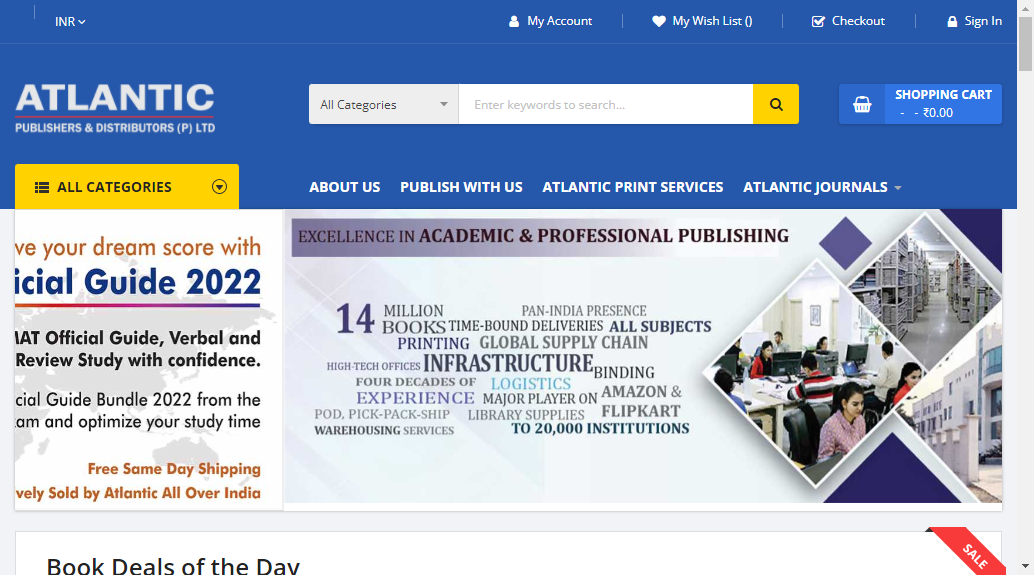 INR
My Account
My Wish List ()
Checkout
Sign In
ATLANTIC
PUBLISHERS & DISTRIBUTORS (P) LTD
All Categories
Enter keywords to search...
SHOPPING CART
- - ₹0.00
ALL CATEGORIES
ABOUT US
PUBLISH WITH US
ATLANTIC PRINT SERVICES
ATLANTIC JOURNALS
ve your dream score with
icial Guide 2022
MAT Official Guide, Verbal and
Review Study with confidence.
cial Guide Bundle 2022 from the
am and optimize your study time
Free Same Day Shipping
vely Sold by Atlantic All Over India
EXCELLENCE IN ACADEMIC & PROFESSIONAL PUBLISHING
14 MILLION BOOKS
PAN-INDIA PRESENCE
TIME-BOUND DELIVERIES ALL SUBJECTS
PRINTING GLOBAL SUPPLY CHAIN
HIGH-TECH OFFICES INFRASTRUCTURE BINDING
FOUR DECADES OF EXPERIENCE
LOGISTICS
MAJOR PLAYER ON AMAZON & FLIPKART
POD, PICK-PACK-SHIP
LIBRARY SUPPLIES
WAREHOUSING SERVICES
TO 20,000 INSTITUTIONS
Book Deals of the Day
SALE